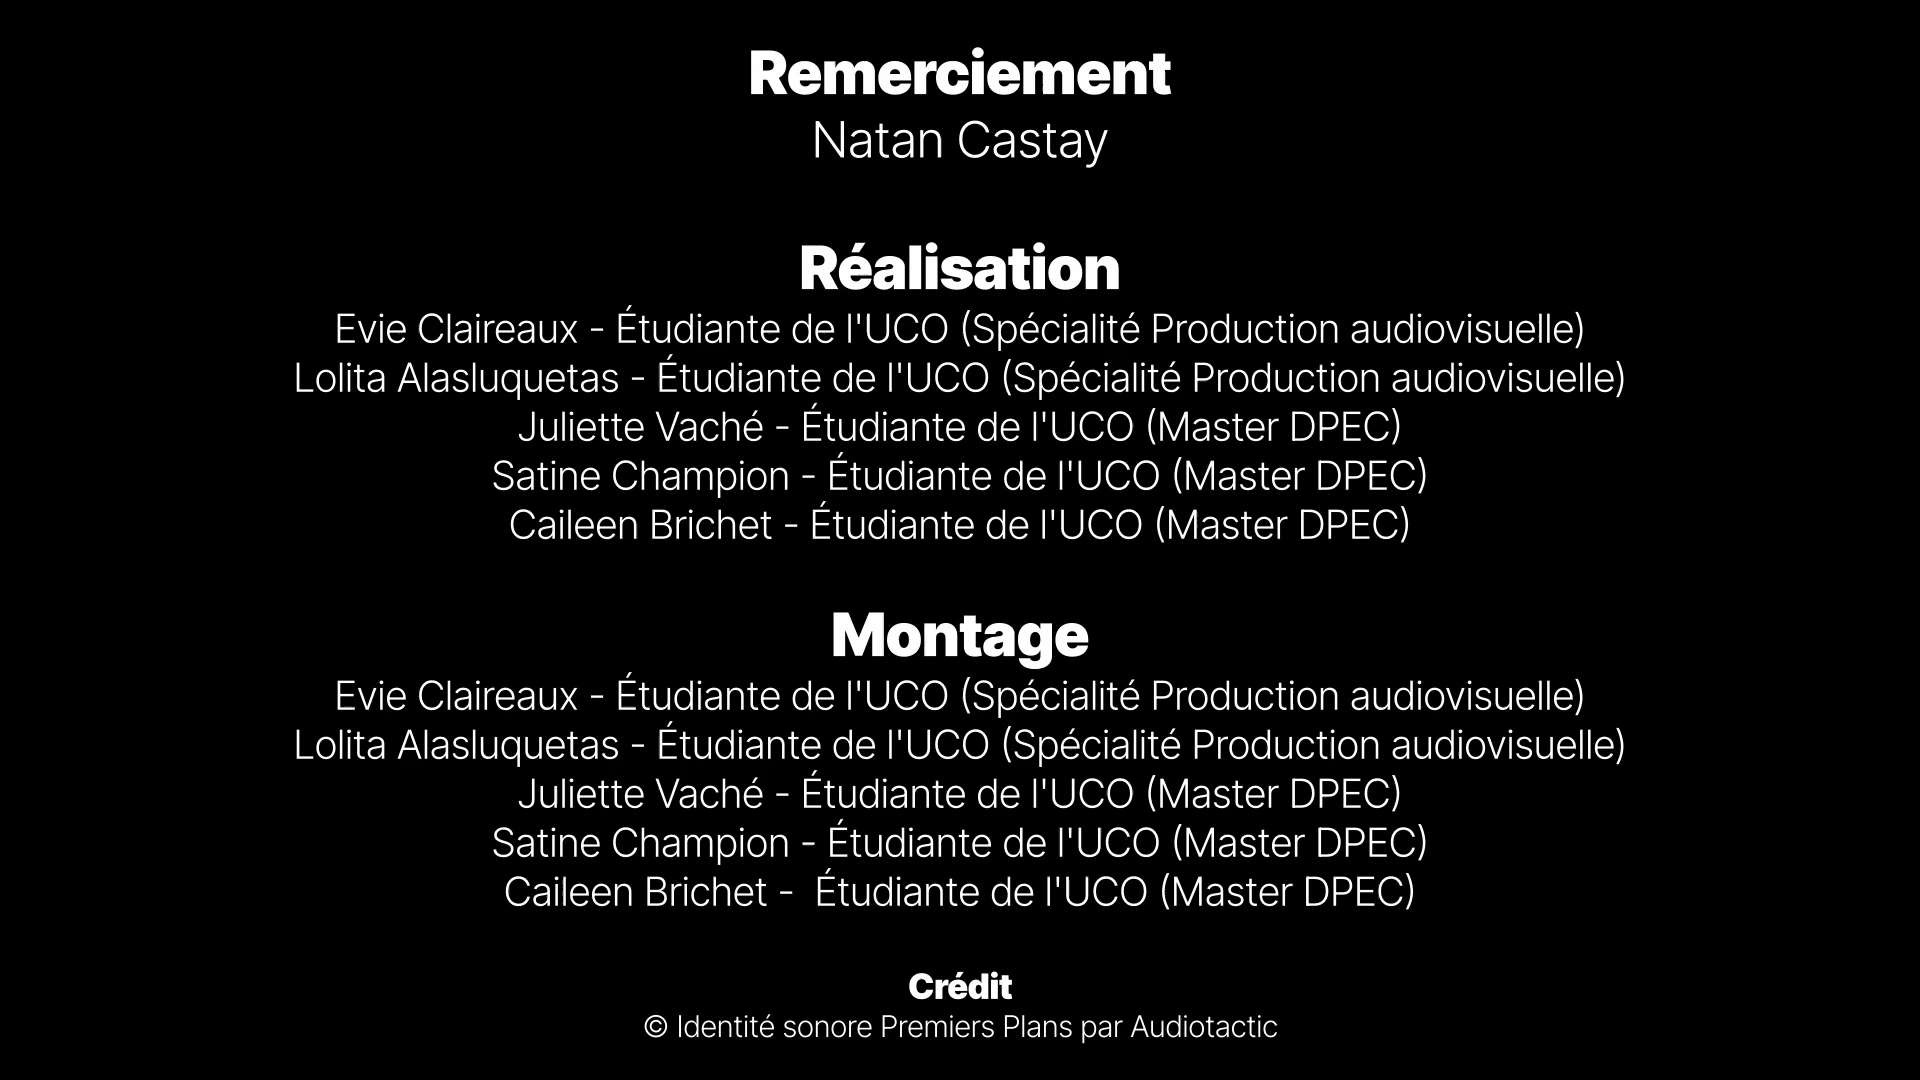 Remerciement
Natan Castay
Réalisation
Evie Claireaux - Étudiante de l'UCO (Spécialité Production audiovisuelle)
Lolita Alasluquetas - Étudiante de l'UCO (Spécialité Production audiovisuelle)
Juliette Vaché - Étudiante de l'UCO (Master DPEC)
Satine Champion - Étudiante de l'UCO (Master DPEC)
Caileen Brichet - Étudiante de l'UCO (Master DPEC)
Montage
Evie Claireaux - Étudiante de l'UCO (Spécialité Production audiovisuelle)
Lolita Alasluquetas - Étudiante de l'UCO (Spécialité Production audiovisuelle)
Juliette Vaché - Étudiante de l'UCO (Master DPEC)
Satine Champion - Étudiante de l'UCO (Master DPEC)
Caileen Brichet -  Étudiante de l'UCO (Master DPEC)
Crédit
© Identité sonore Premiers Plans par Audiotactic